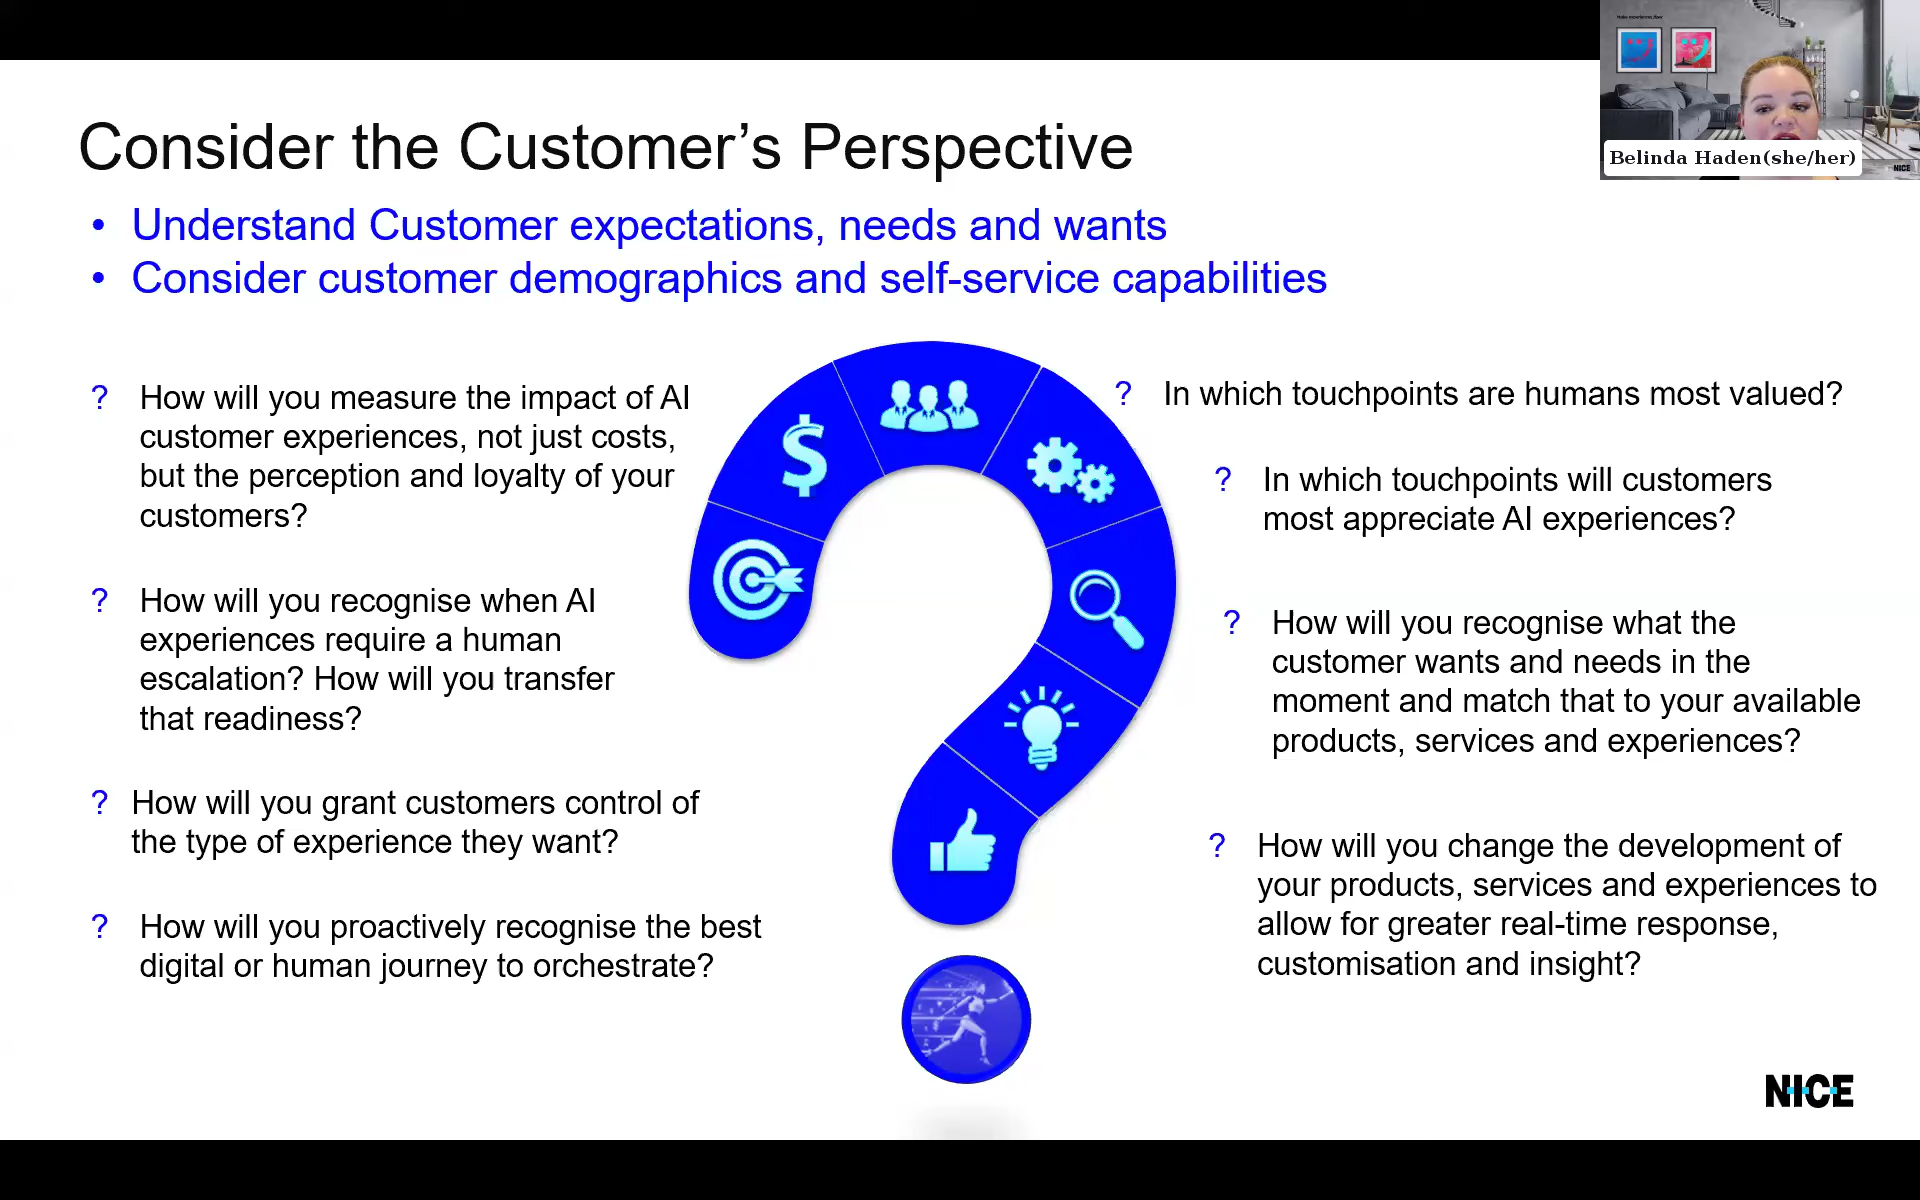 Consider the Customer’s Perspective
• Understand Customer expectations, needs and wants
• Consider customer demographics and self-service capabilities
? How will you measure the impact of AI
customer experiences, not just costs,
but the perception and loyalty of your
customers?
? How will you recognise when AI
experiences require a human
escalation? How will you transfer
that readiness?
? How will you grant customers control of
the type of experience they want?
? How will you proactively recognise the best
digital or human journey to orchestrate?
$
? In which touchpoints are humans most valued?
? In which touchpoints will customers
most appreciate AI experiences?
? How will you recognise what the
customer wants and needs in the
moment and match that to your available
products, services and experiences?
? How will you change the development of
your products, services and experiences to
allow for greater real-time response,
customisation and insight?
NICE
Belinda Haden(she/her)
NICE